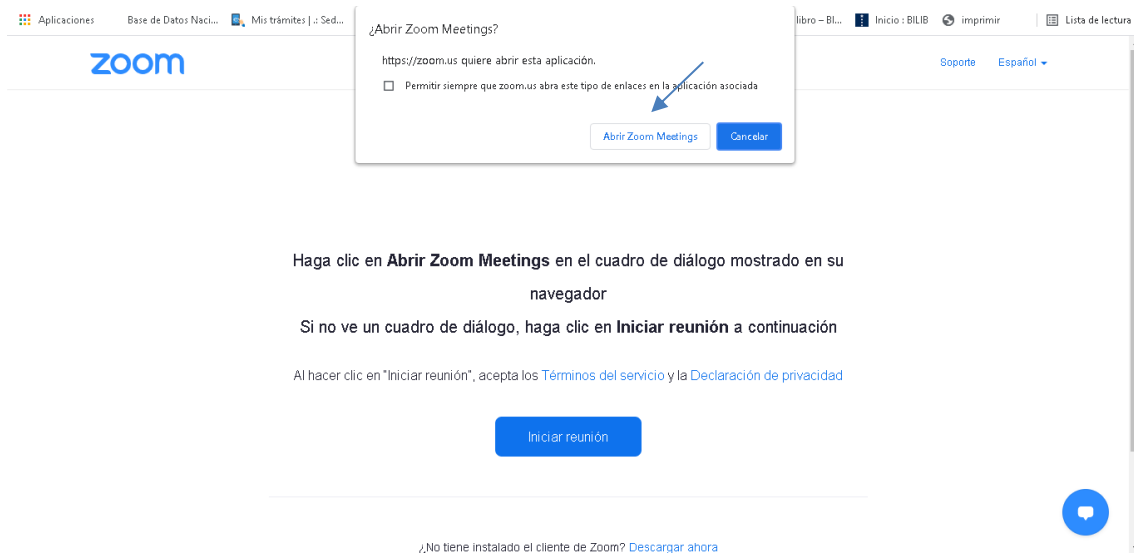 Aplicaciones Base de Datos Naci... Mis trámites | .: Sed... libro – Bl... Inicio : BILIB imprimir Lista de lectura
¿Abrir Zoom Meetings?
https://zoom.us quiere abrir esta aplicación.
Permitir siempre que zoom.us abra este tipo de enlaces en la aplicación asociada
Abrir Zoom Meetings Cancelar
zoom Soporte Español
Haga clic en Abrir Zoom Meetings en el cuadro de diálogo mostrado en su
navegador
Si no ve un cuadro de diálogo, haga clic en Iniciar reunión a continuación
Al hacer clic en "Iniciar reunión", acepta los Términos del servicio y la Declaración de privacidad
Iniciar reunión
¿No tiene instalado el cliente de Zoom? Descargar ahora